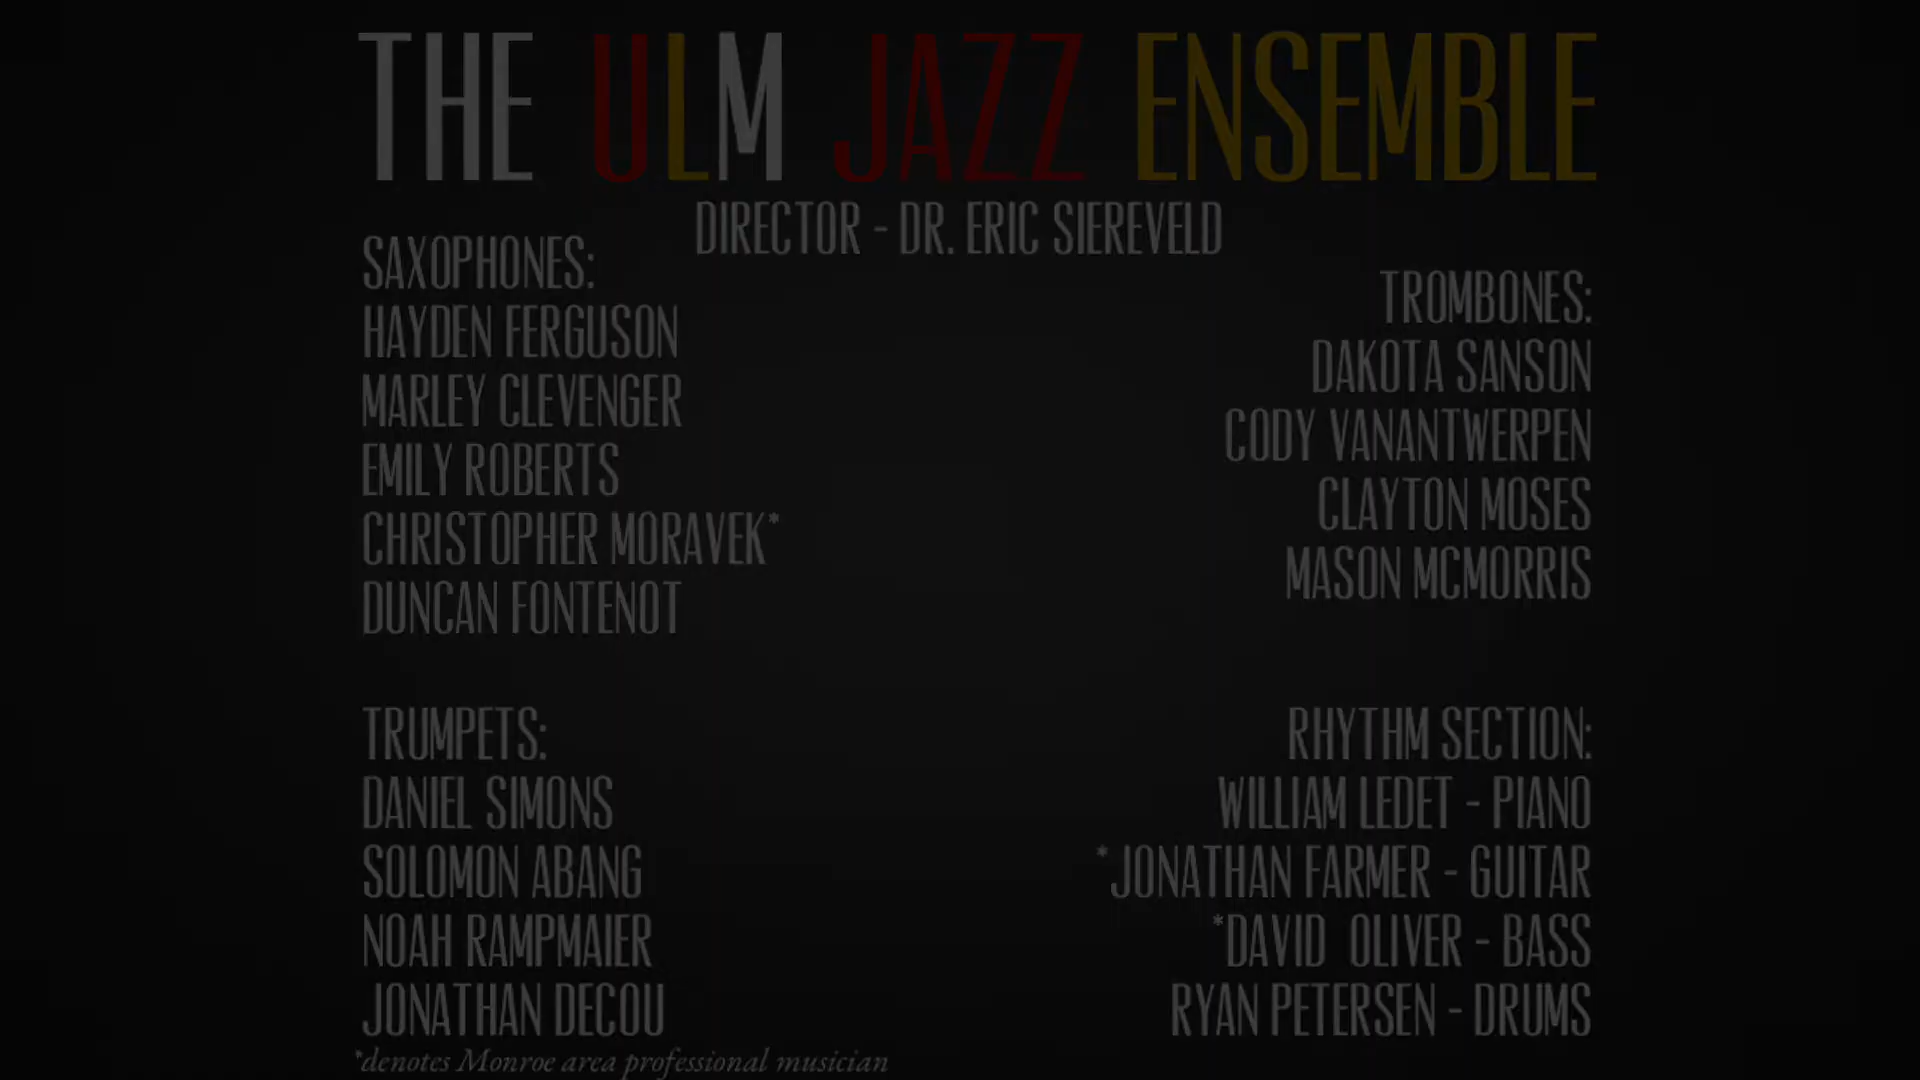 THE ULM JAZZ ENSEMBLE
DIRECTOR - DR. ERIC SIEREVELD
SAXOPHONES:
HAYDEN FERGUSON
MARLEY CLEVENGER
EMILY ROBERTS
CHRISTOPHER MORAVEK*
DUNCAN FONTENOT
TROMBONES:
DAKOTA SANSON
CODY VANANTWERPEN
CLAYTON MOSES
MASON MCMORRIS
TRUMPETS:
DANIEL SIMONS
SOLOMON ABANG
NOAH RAMPMAIER
JONATHAN DECOU
RHYTHM SECTION:
WILLIAM LEDET - PIANO
*JONATHAN FARMER - GUITAR
*DAVID OLIVER - BASS
RYAN PETERSEN - DRUMS
*denotes Monroe area professional musician